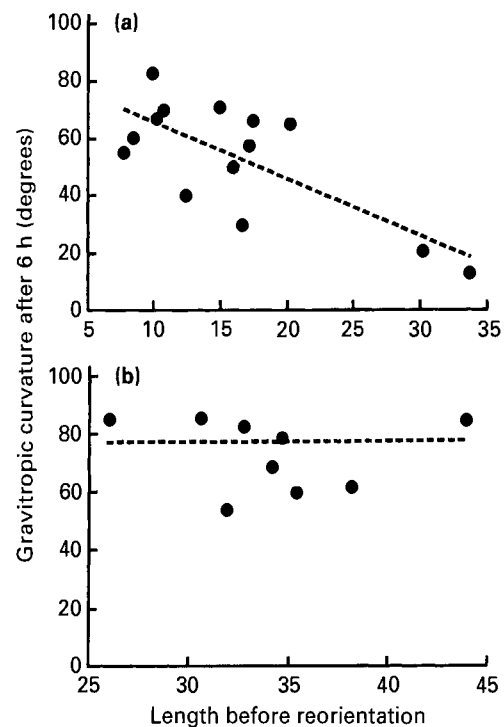 Gravitropic curvature after 6 h (degrees)
(a)
100
80
60
40
20
0
5 10 15 20 25 30 35
(b)
100
80
60
40
20
0
25 30 35 40 45
Length before reorientation